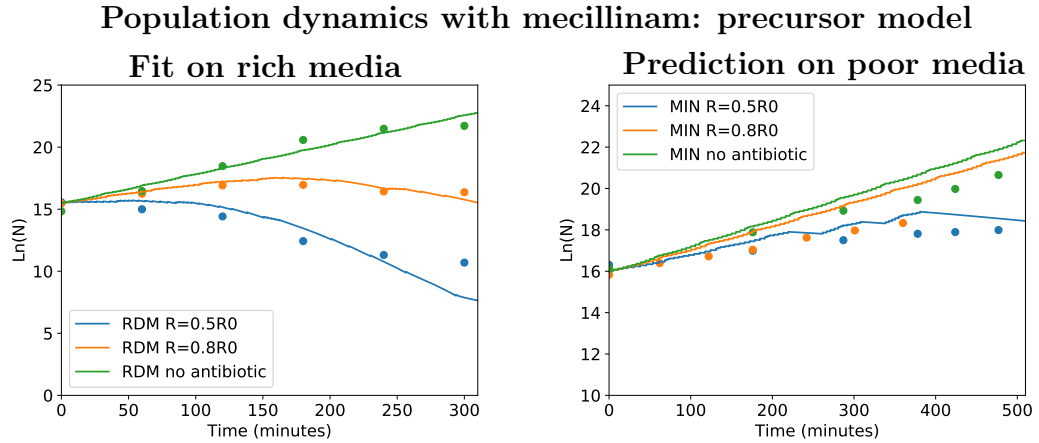 Population dynamics with mecillinam: precursor model
Fit on rich media
Ln(N)
25
20
15
10
5
0
RDM R=0.5R0
RDM R=0.8R0
RDM no antibiotic
0 50 100 150 200 250 300
Time (minutes)
Prediction on poor media
Ln(N)
24
22
20
18
16
14
12
10
MIN R=0.5R0
MIN R=0.8R0
MIN no antibiotic
0 100 200 300 400 500
Time (minutes)